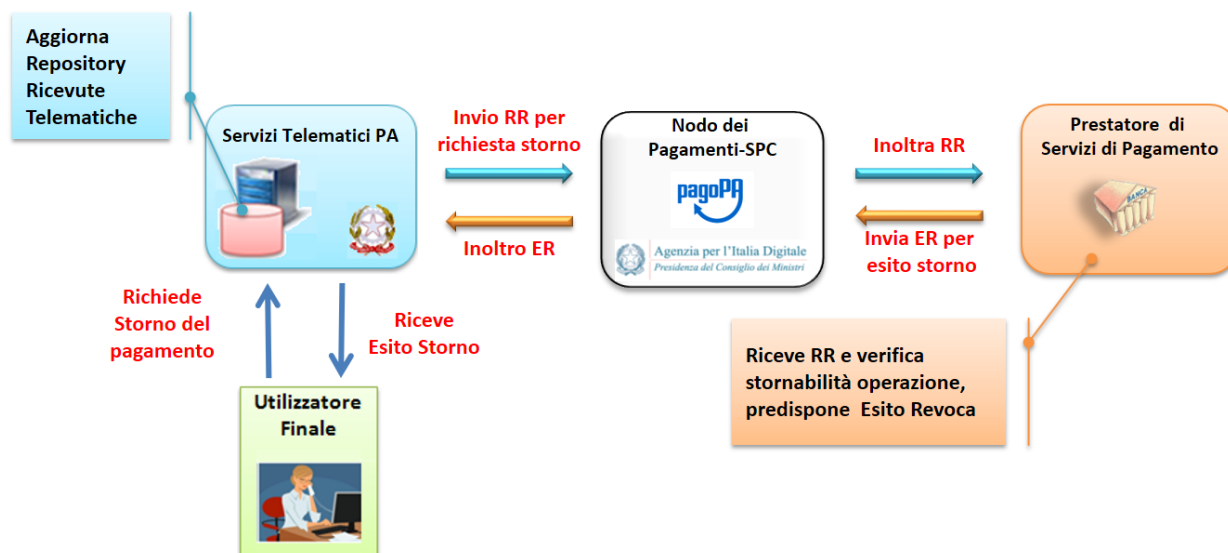 Aggiorna
Repository
Ricevute
Telematiche
Servizi Telematici PA
Invio RR per
richiesta storno
Inoltro ER
Nodo dei
Pagamenti-SPC
pagoPA
Agenzia per l'Italia Digitale
Presidenza del Consiglio dei Ministri
Inoltra RR
Invia ER per
esito storno
Prestatore di
Servizi di Pagamento
BANCA
Richiede
Storno del
pagamento
Riceve
Esito Storno
Utilizzatore
Finale
Riceve RR e verifica
stornabilità operazione,
predispone Esito Revoca